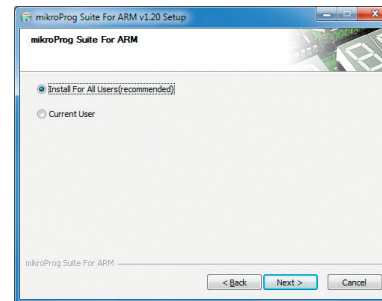 mikroProg Suite For ARM v1.20 Setup
mikroProg Suite For ARM
Install For All Users(recommended)
Current User
mikroProg Suite For ARM
< Back
Next >
Cancel